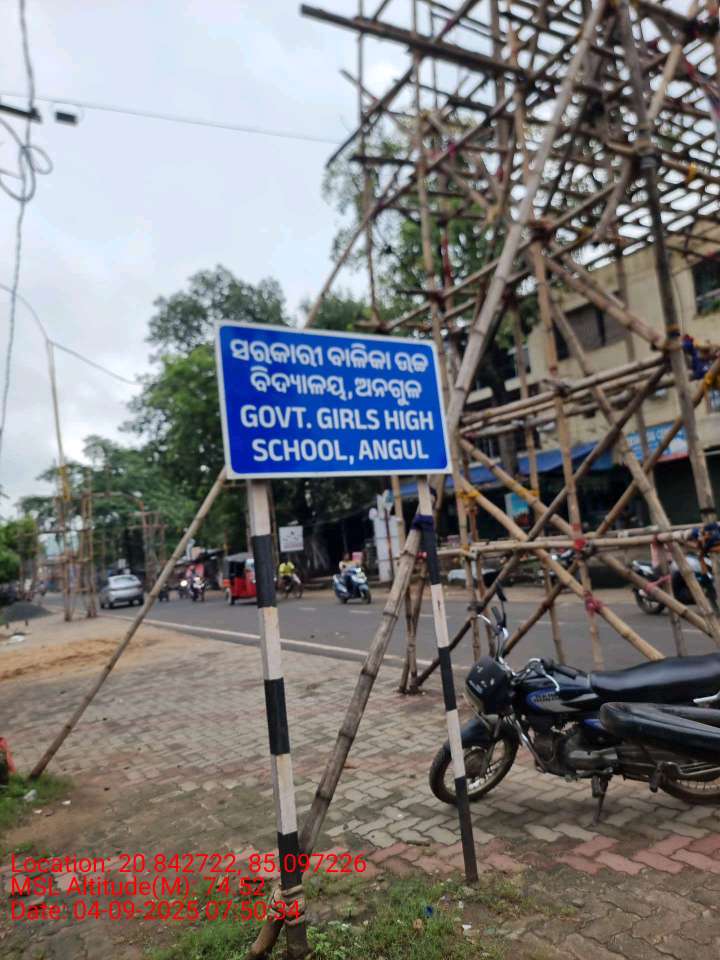 ସରକାରୀ ବାଳିକା ଉଚ୍ଚ
ବିଦ୍ୟାଳୟ, ଅନଗୁଳ
GOVT. GIRLS HIGH
SCHOOL, ANGUL
Location: 20.842722, 85.097226
MSL Altitude(M): 74.52
Date: 04-09-2025 07:50:34